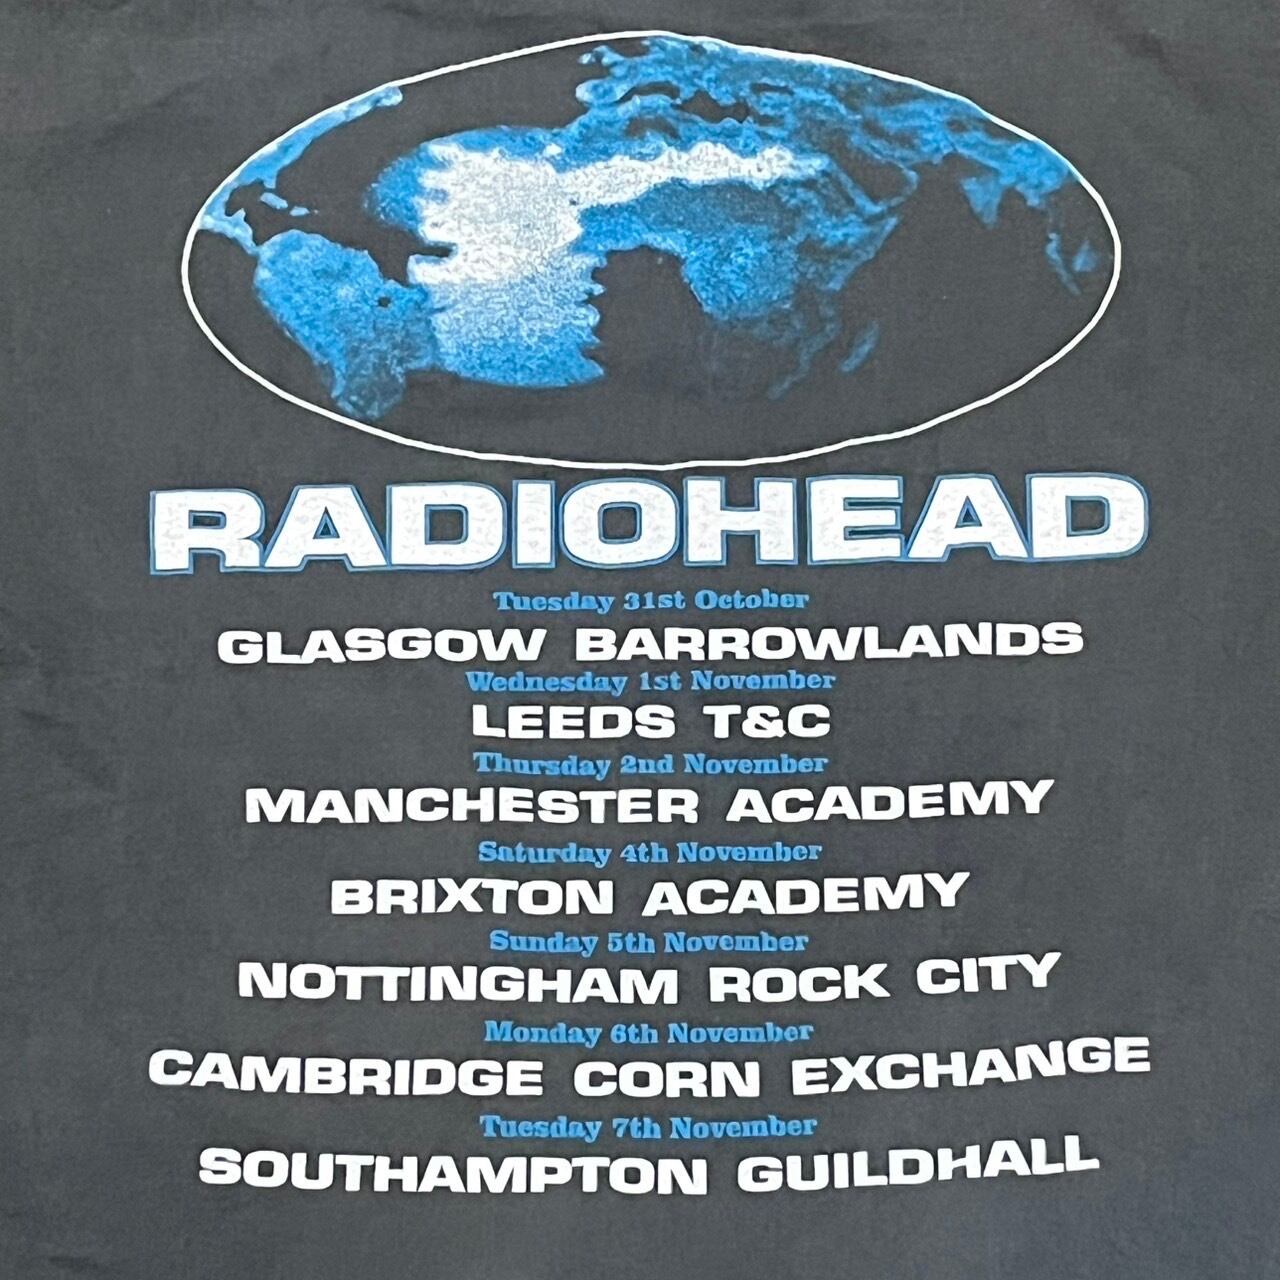 RADIOHEAD
Tuesday 31st October
GLASGOW BARROWLANDS
Wednesday 1st November
LEEDS T&C
Thursday 2nd November
MANCHESTER ACADEMY
Saturday 4th November
BRIXTON ACADEMY
Sunday 5th November
NOTTINGHAM ROCK CITY
Monday 6th November
CAMBRIDGE CORN EXCHANGE
Tuesday 7th November
SOUTHAMPTON GUILDHALL